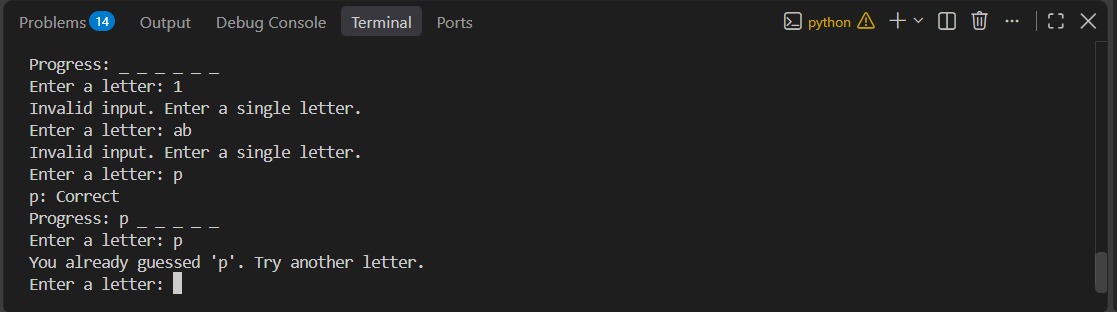 Problems 14 Output Debug Console Terminal Ports python
Progress: _ _ _ _ _ _
Enter a letter: 1
Invalid input. Enter a single letter.
Enter a letter: ab
Invalid input. Enter a single letter.
Enter a letter: p
p: Correct
Progress: p _ _ _ _ _
Enter a letter: p
You already guessed 'p'. Try another letter.
Enter a letter: